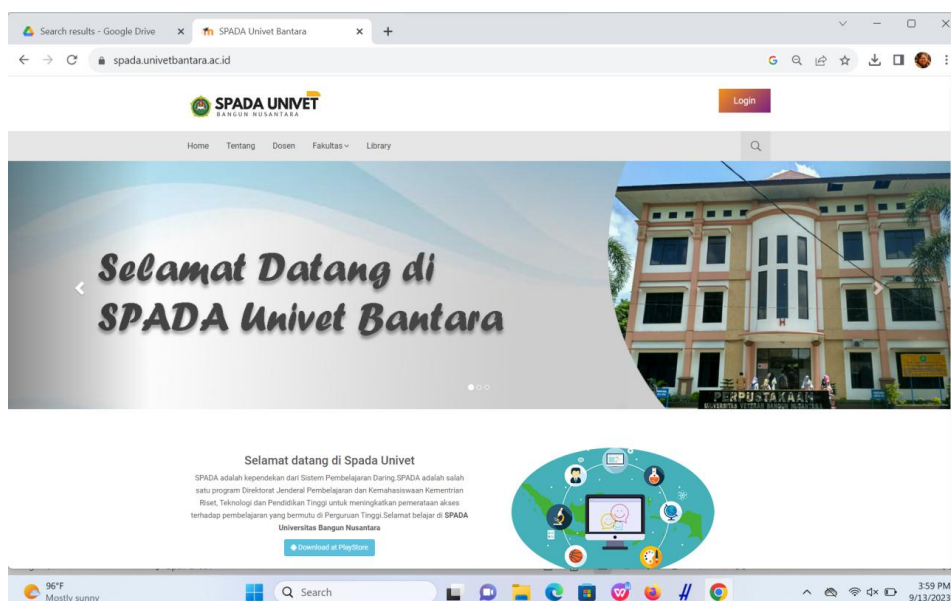 Search results - Google Drive
SPADA Univet Bantara
spada.univetbantara.ac.id
SPADA UNIVET
BANGUN NUSANTARA
Login
Home Tentang Dosen Fakultas Library
Selamat Datang di
SPADA Univet Bantara
H
PERPUSTAKAAN
UNIVERSITAS VETERAN BANGUN NUSANTARA
Selamat datang di Spada Univet
SPADA adalah kependekan dari Sistem Pembelajaran Daring.SPADA adalah salah
satu program Direktorat Jenderal Pembelajaran dan Kemahasiswaan Kementrian
Riset, Teknologi dan Pendidikan Tinggi untuk meningkatkan pemerataan akses
terhadap pembelajaran yang bermutu di Perguruan Tinggi.Selamat belajar di SPADA
Universitas Bangun Nusantara
Download at PlayStore
96°F
Mostly sunny
Search
3:59 PM
9/13/2023